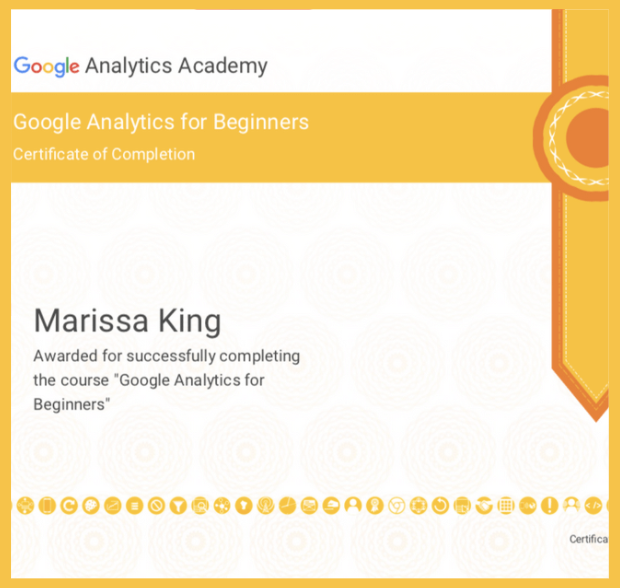 Google Analytics Academy
Google Analytics for Beginners
Certificate of Completion
Marissa King
Awarded for successfully completing
the course "Google Analytics for
Beginners"
Certifica